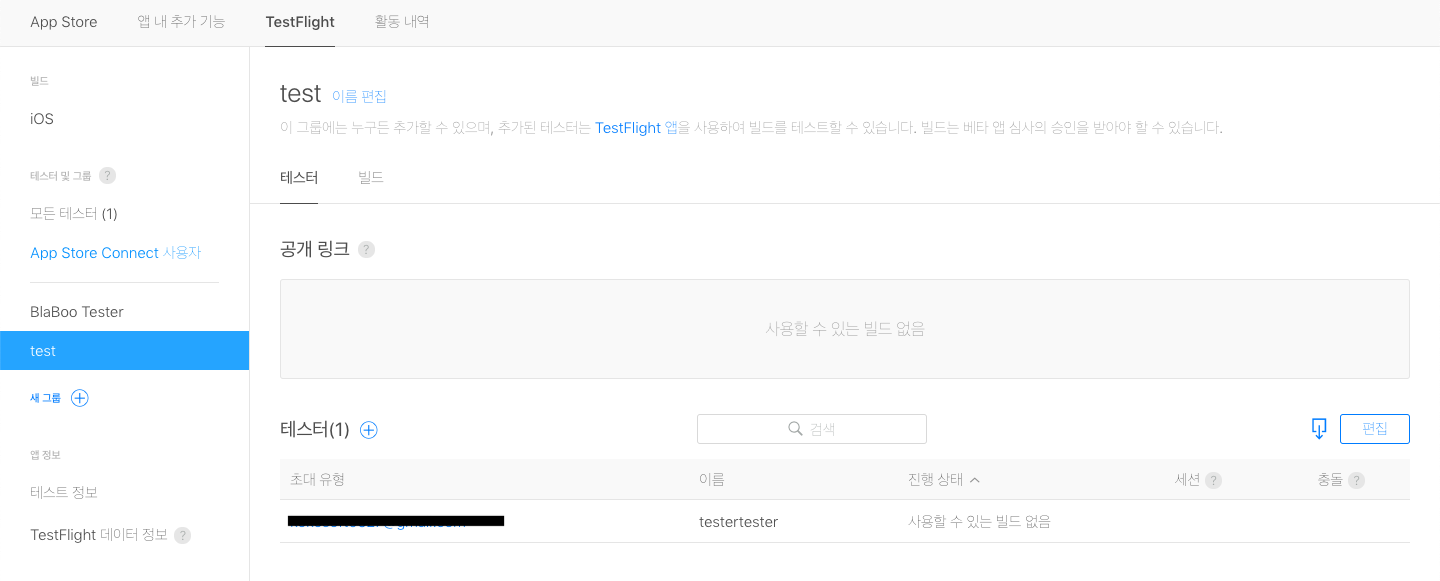 App Store 앱 내 추가 기능 TestFlight 활동 내역
빌드
iOS
테스터 및 그룹 ?
모든 테스터 (1)
App Store Connect 사용자
BlaBoo Tester
test
새 그룹
앱 정보
테스트 정보
TestFlight 데이터 정보 ?
test 이름 편집
이 그룹에는 누구든 추가할 수 있으며, 추가된 테스터는 TestFlight 앱을 사용하여 빌드를 테스트할 수 있습니다. 빌드는 베타 앱 심사의 승인을 받아야 할 수 있습니다.
테스터 빌드
공개 링크 ?
사용할 수 있는 빌드 없음
테스터(1) 검색 편집
초대 유형 이름 진행 상태 세션 ? 충돌 ?
testertester 사용할 수 있는 빌드 없음